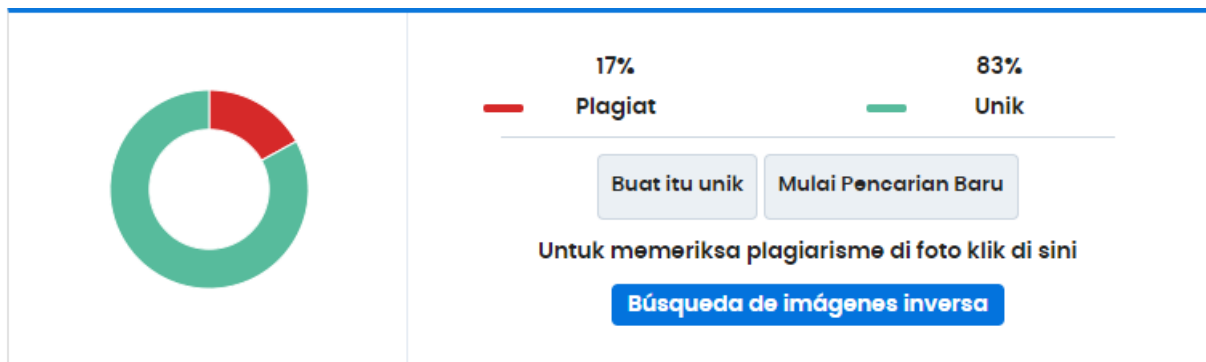 17% 83%
Plagiat Unik
Buat itu unik Mulai Pencarian Baru
Untuk memeriksa plagiarisme di foto klik di sini
Búsqueda de imágenes inversa